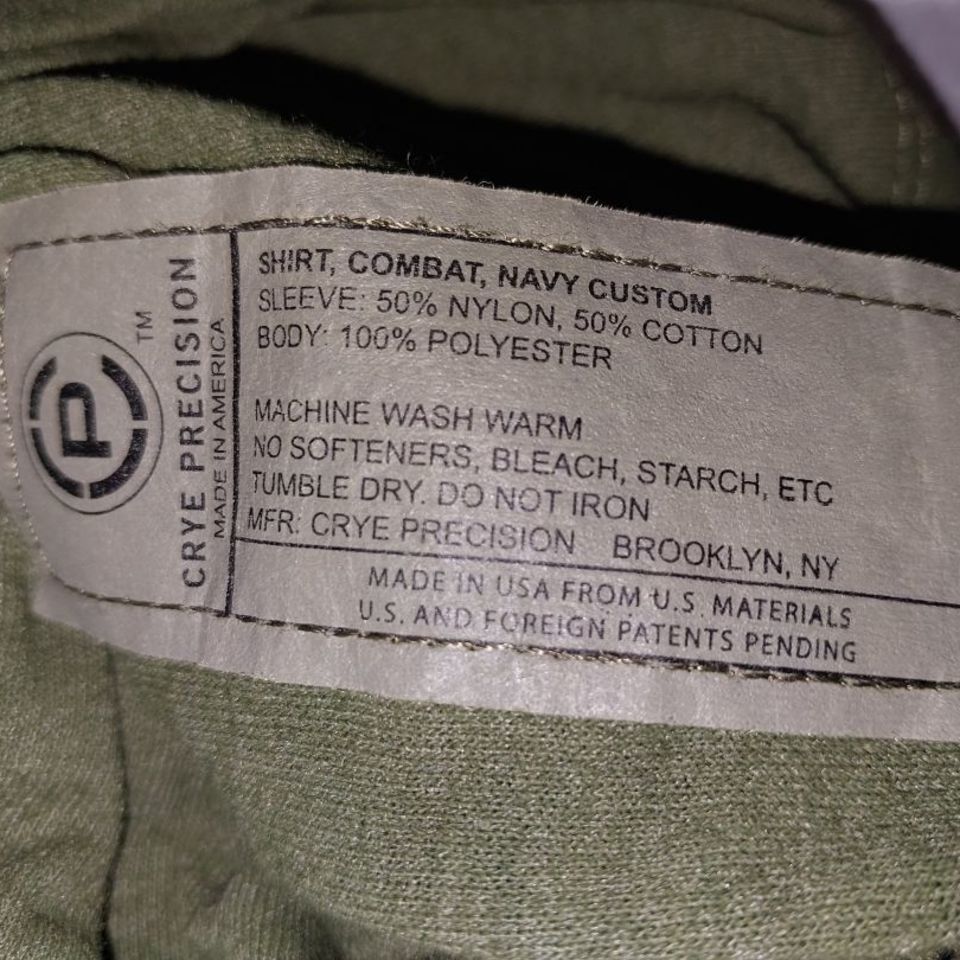 P
TM
CRYE PRECISION
MADE IN AMERICA
SHIRT, COMBAT, NAVY CUSTOM
SLEEVE: 50% NYLON, 50% COTTON
BODY: 100% POLYESTER
MACHINE WASH WARM
NO SOFTENERS, BLEACH, STARCH, ETC
TUMBLE DRY. DO NOT IRON
MFR: CRYE PRECISION BROOKLYN, NY
MADE IN USA FROM U.S. MATERIALS
U.S. AND FOREIGN PATENTS PENDING